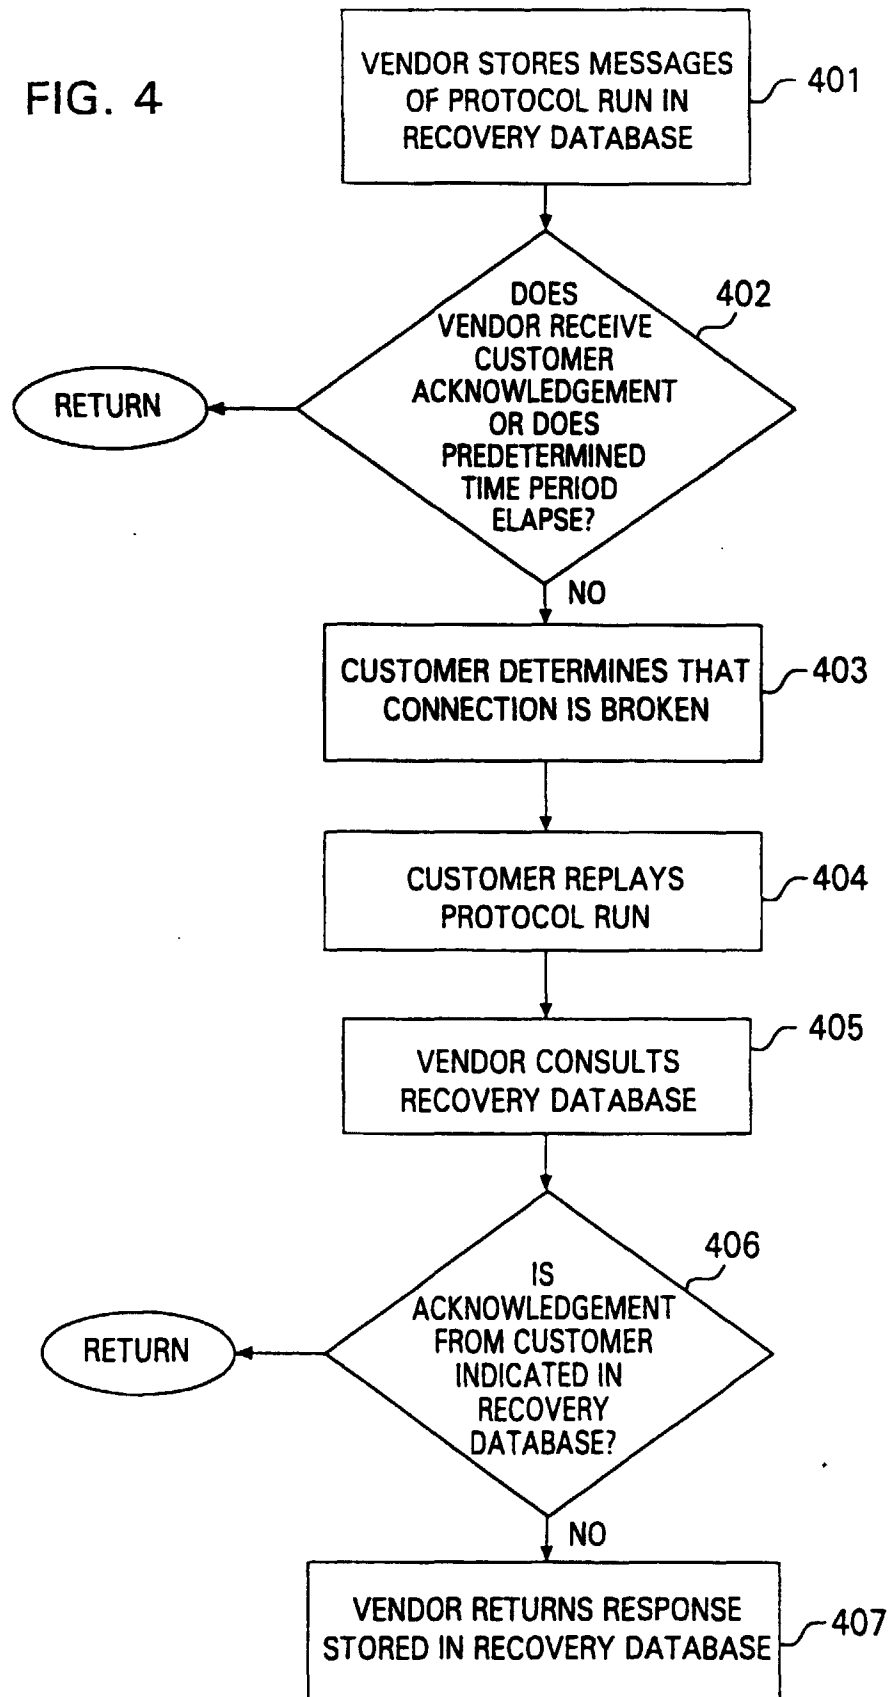 FIG. 4
VENDOR STORES MESSAGES
OF PROTOCOL RUN IN
RECOVERY DATABASE
401
DOES
VENDOR RECEIVE
CUSTOMER
ACKNOWLEDGEMENT
OR DOES
PREDETERMINED
TIME PERIOD
ELAPSE?
402
RETURN
NO
CUSTOMER DETERMINES THAT
CONNECTION IS BROKEN
403
CUSTOMER REPLAYS
PROTOCOL RUN
404
VENDOR CONSULTS
RECOVERY DATABASE
405
IS
ACKNOWLEDGEMENT
FROM CUSTOMER
INDICATED IN
RECOVERY
DATABASE?
406
RETURN
NO
VENDOR RETURNS RESPONSE
STORED IN RECOVERY DATABASE
407